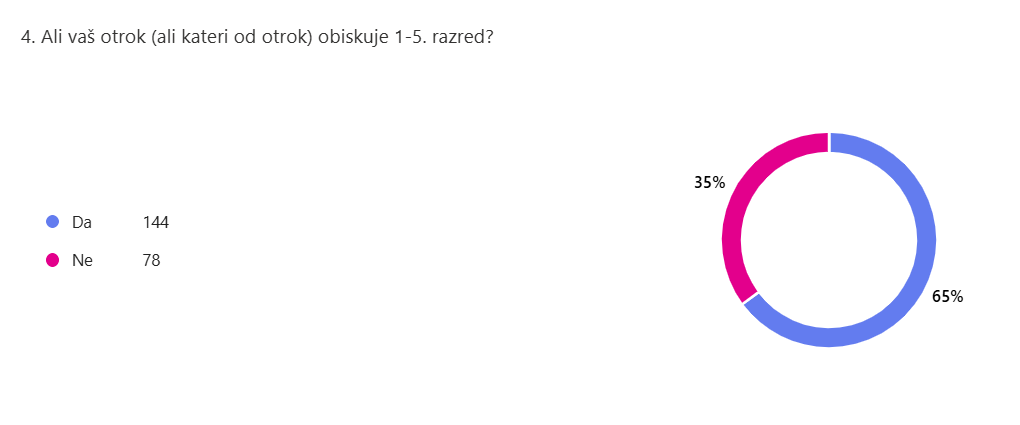 4. Ali vaš otrok (ali kateri od otrok) obiskuje 1-5. razred?
35%
Da 144
Ne 78
65%